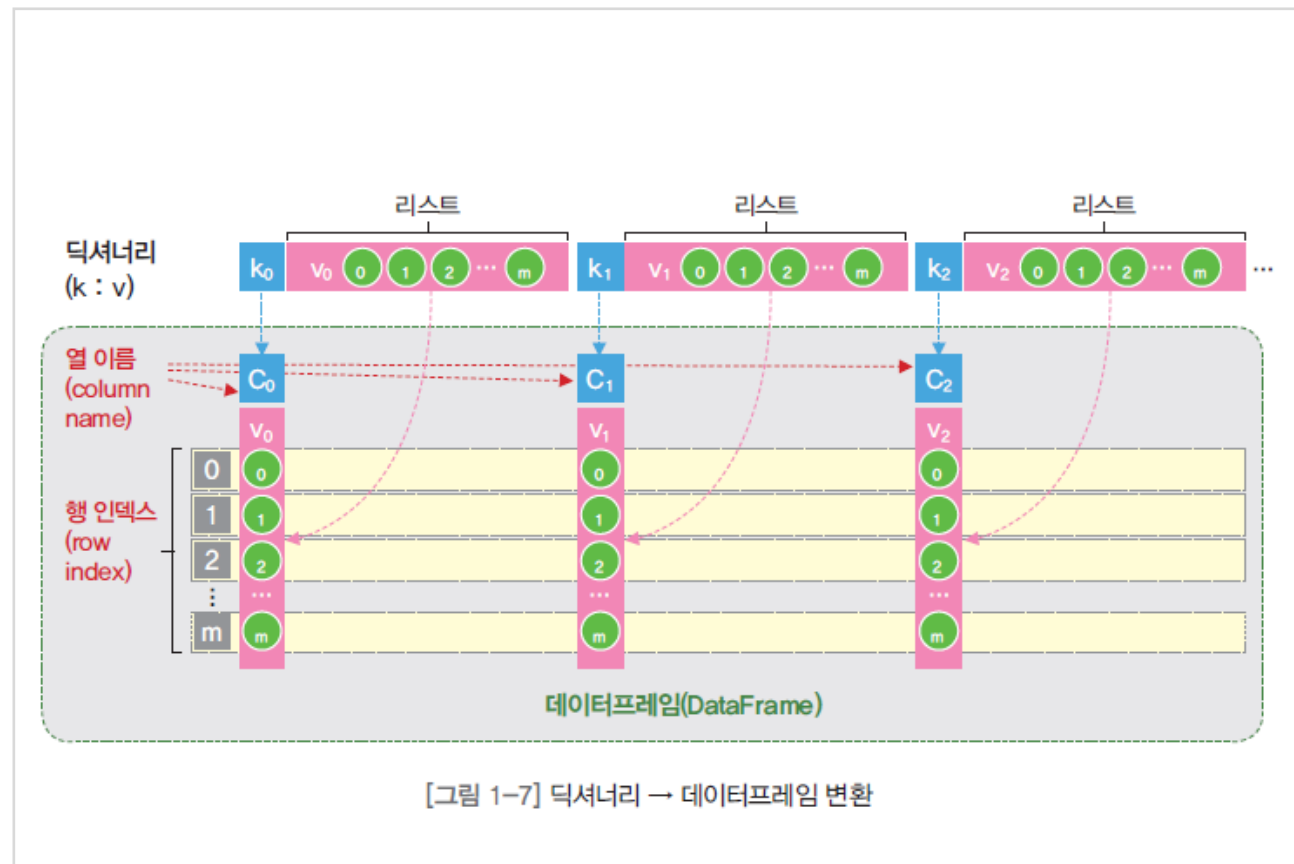 리스트 리스트 리스트
딕셔너리
(k : v)
k₀ v₀ 0 1 2 … m k₁ v₁ 0 1 2 … m k₂ v₂ 0 1 2 … m …
열 이름
(column
name)
C₀ C₁ C₂
v₀ v₁ v₂
행 인덱스
(row
index)
0 0 0 0
1 1 1 1
2 2 2 2
⋮ … … …
m m m m
데이터프레임(DataFrame)
[그림 1-7] 딕셔너리 → 데이터프레임 변환